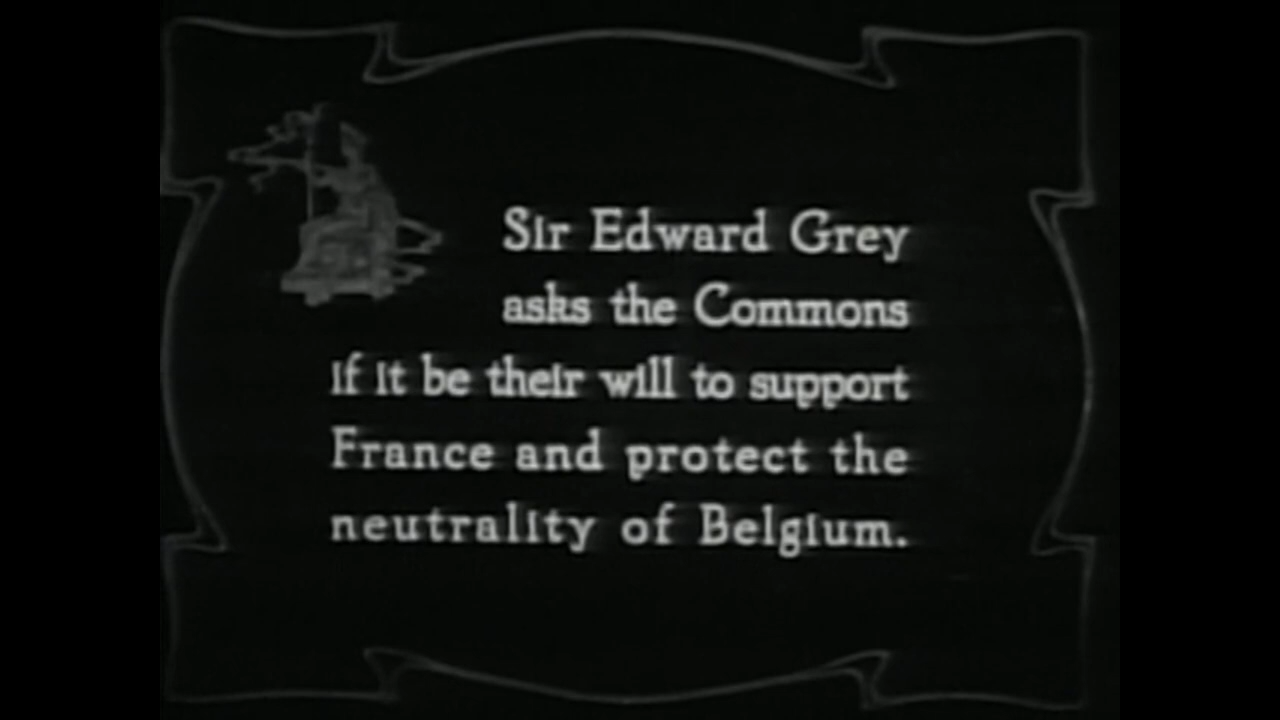 Sir Edward Grey
asks the Commons
if it be their will to support
France and protect the
neutrality of Belgium.